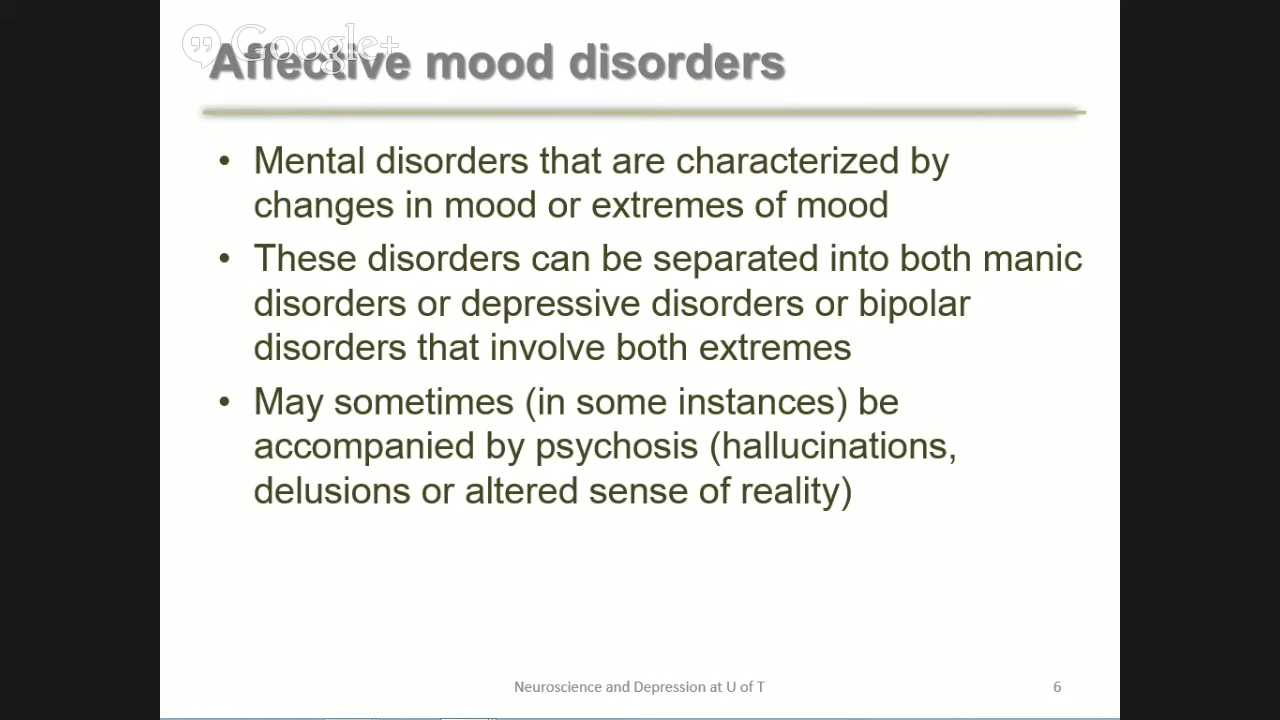 Google+
Affective mood disorders
• Mental disorders that are characterized by
changes in mood or extremes of mood
• These disorders can be separated into both manic
disorders or depressive disorders or bipolar
disorders that involve both extremes
• May sometimes (in some instances) be
accompanied by psychosis (hallucinations,
delusions or altered sense of reality)
Neuroscience and Depression at U of T
6